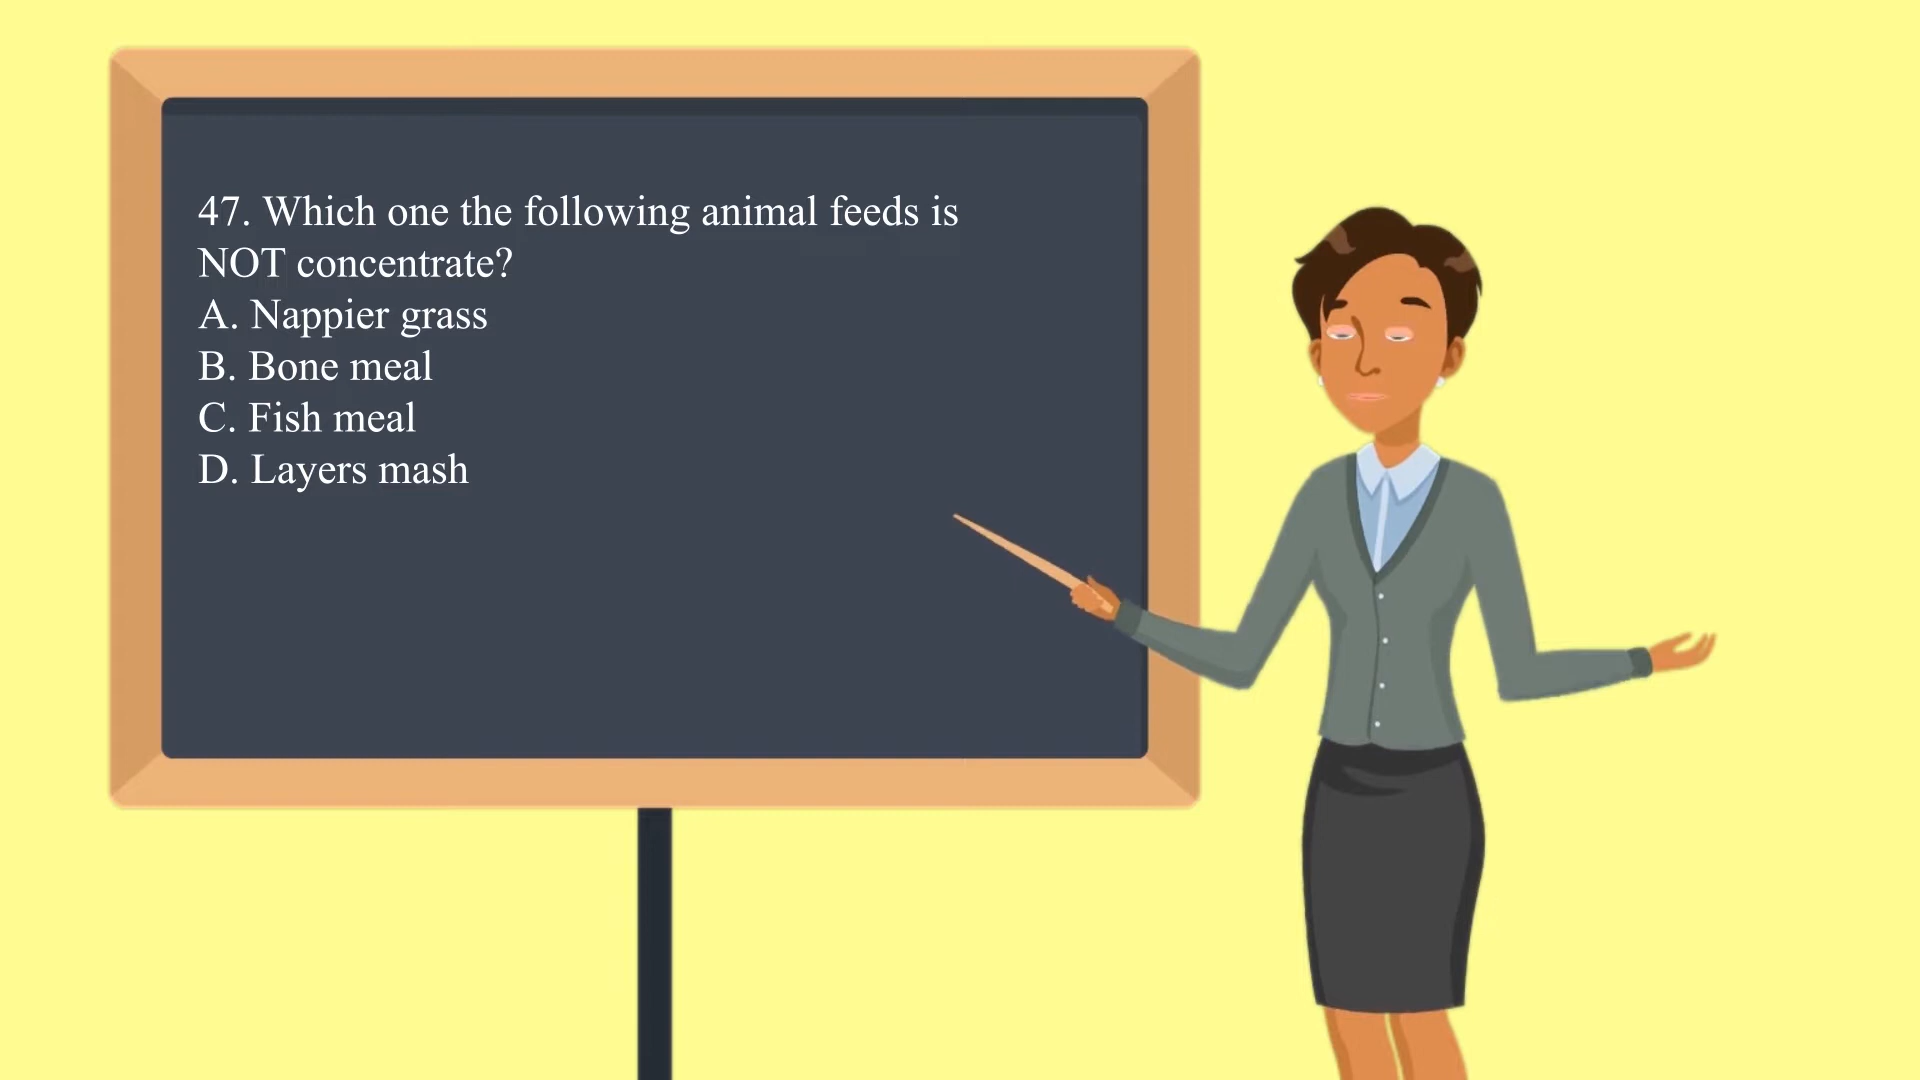 47. Which one the following animal feeds is
NOT concentrate?
A. Nappier grass
B. Bone meal
C. Fish meal
D. Layers mash